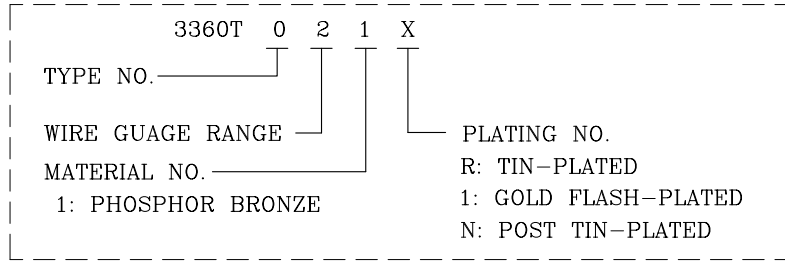 3360T 0 2 1 X
TYPE NO.
WIRE GUAGE RANGE
PLATING NO.
MATERIAL NO.
R: TIN-PLATED
1: PHOSPHOR BRONZE
1: GOLD FLASH-PLATED
N: POST TIN-PLATED